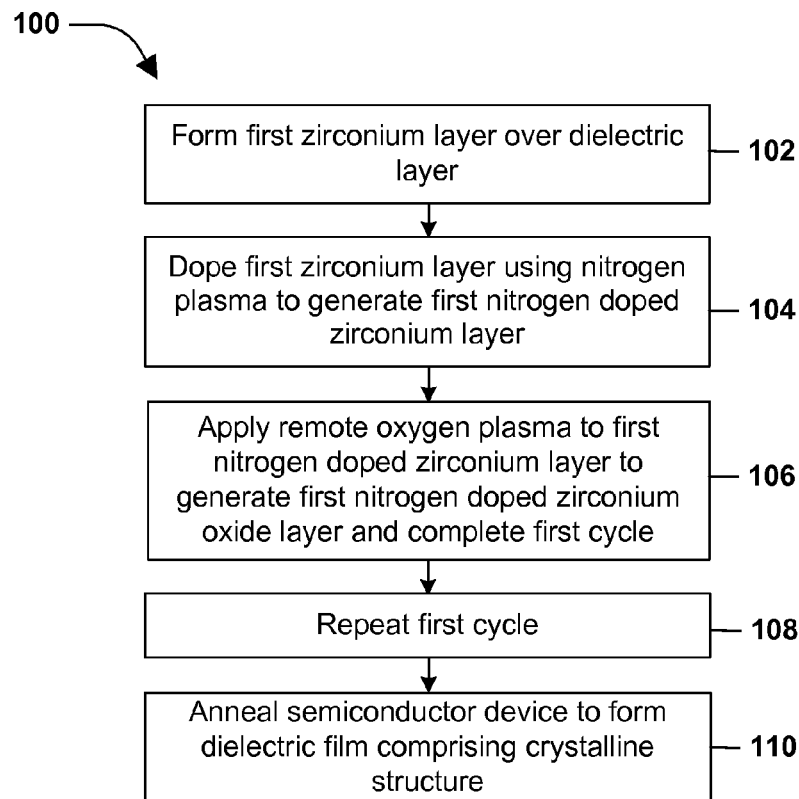 100
Form first zirconium layer over dielectric
layer
102
Dope first zirconium layer using nitrogen
plasma to generate first nitrogen doped
zirconium layer
104
Apply remote oxygen plasma to first
nitrogen doped zirconium layer to
generate first nitrogen doped zirconium
oxide layer and complete first cycle
106
Repeat first cycle
108
Anneal semiconductor device to form
dielectric film comprising crystalline
structure
110